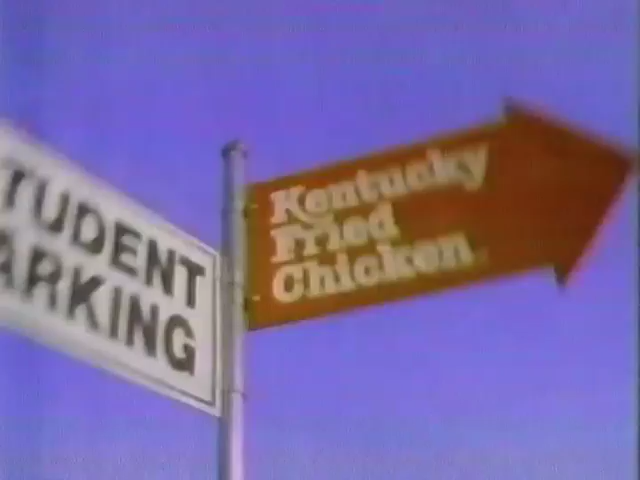 TUDENT
ARKING
Kentucky
Fried
Chicken